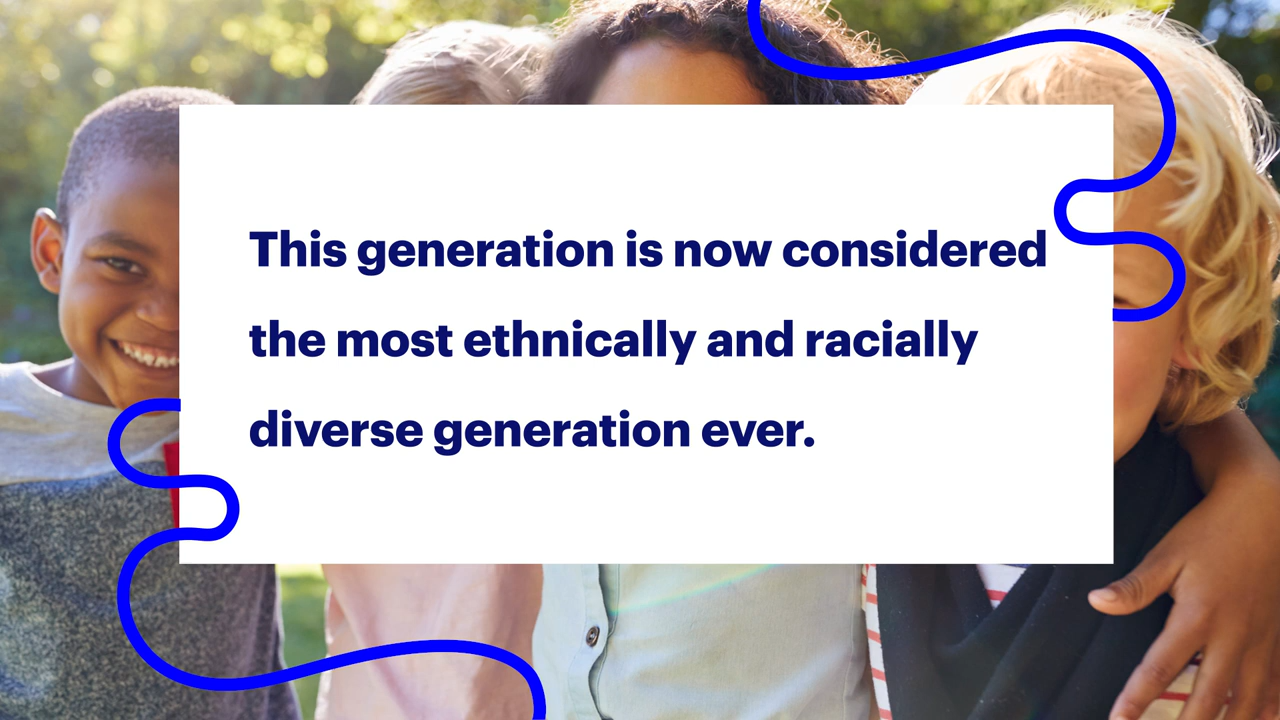 This generation is now considered
the most ethnically and racially
diverse generation ever.